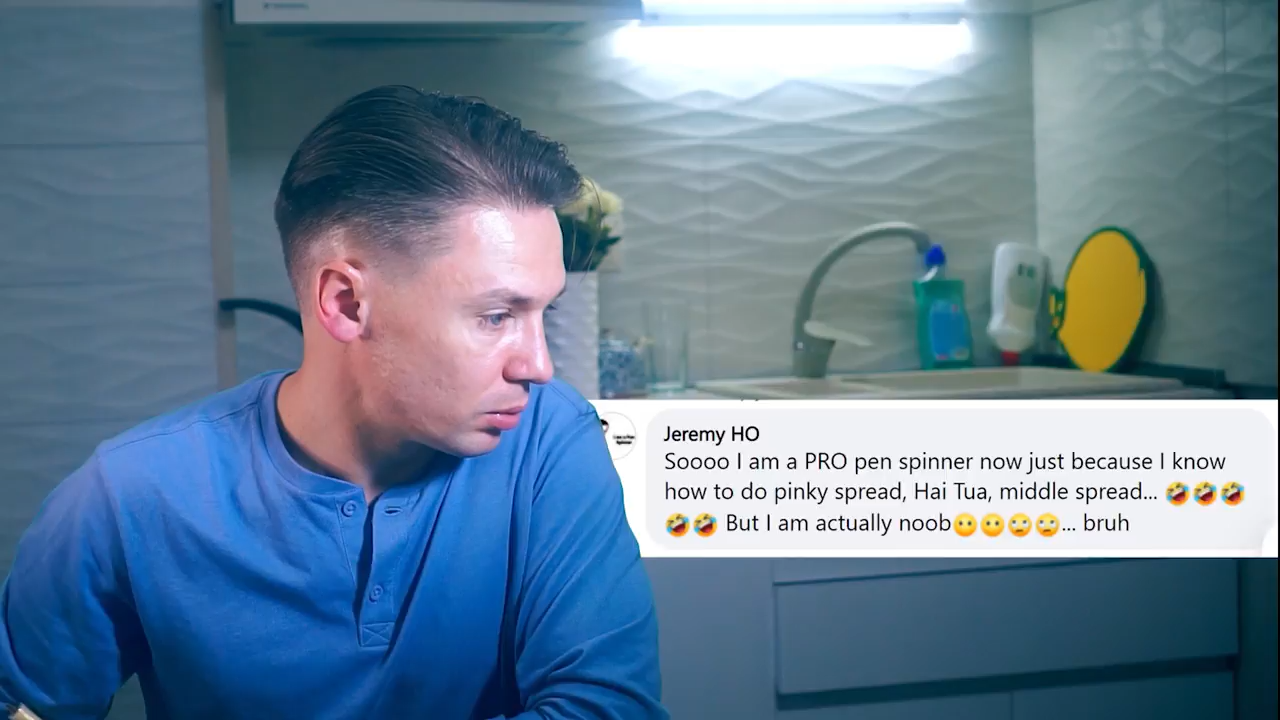 Jeremy HO
Soooo I am a PRO pen spinner now just because I know
how to do pinky spread, Hai Tua, middle spread... 🤣🤣🤣
🤣🤣 But I am actually noob😶😶🙄🙄... bruh